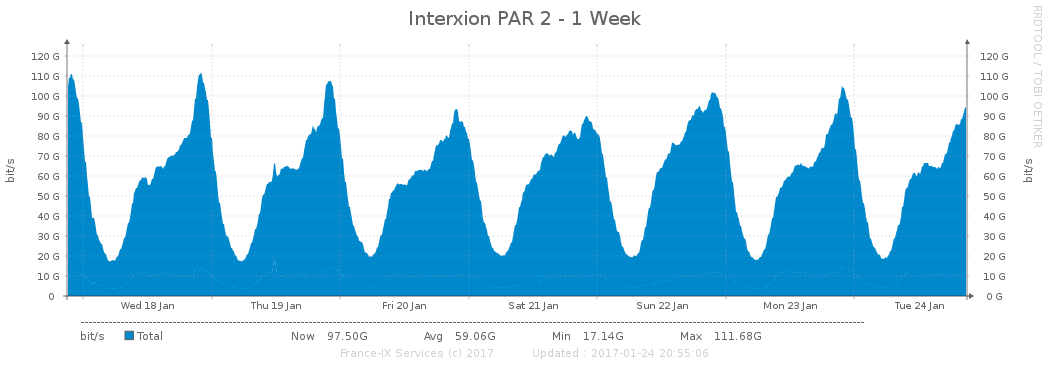 Interxion PAR 2 - 1 Week
RRDTOOL / TOBI OETIKER
bit/s
120 G 120 G
110 G 110 G
100 G 100 G
90 G 90 G
80 G 80 G
70 G 70 G
60 G 60 G
50 G 50 G
40 G 40 G
30 G 30 G
20 G 20 G
10 G 10 G
0 0 G
bit/s
Wed 18 Jan Thu 19 Jan Fri 20 Jan Sat 21 Jan Sun 22 Jan Mon 23 Jan Tue 24 Jan
bit/s Total Now 97.50G Avg 59.06G Min 17.14G Max 111.68G
France-IX Services (c) 2017 Updated : 2017-01-24 20:55:06